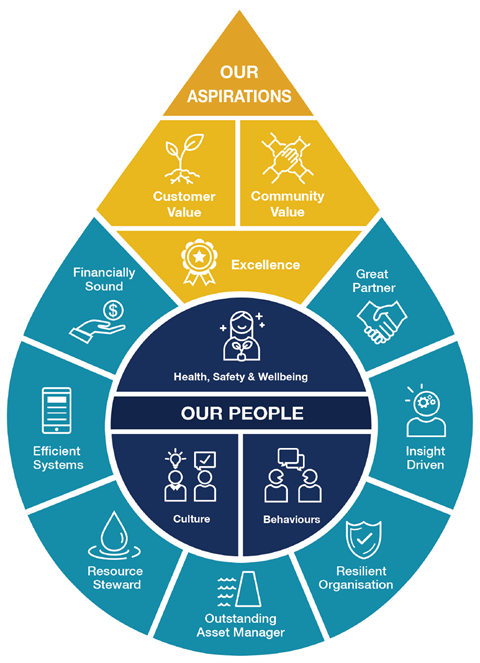 OUR
ASPIRATIONS
Customer
Value
Community
Value
Excellence
Financially
Sound
$
Great
Partner
Health, Safety & Wellbeing
OUR PEOPLE
Efficient
Systems
Insight
Driven
Culture
Behaviours
Resource
Steward
Resilient
Organisation
Outstanding
Asset Manager